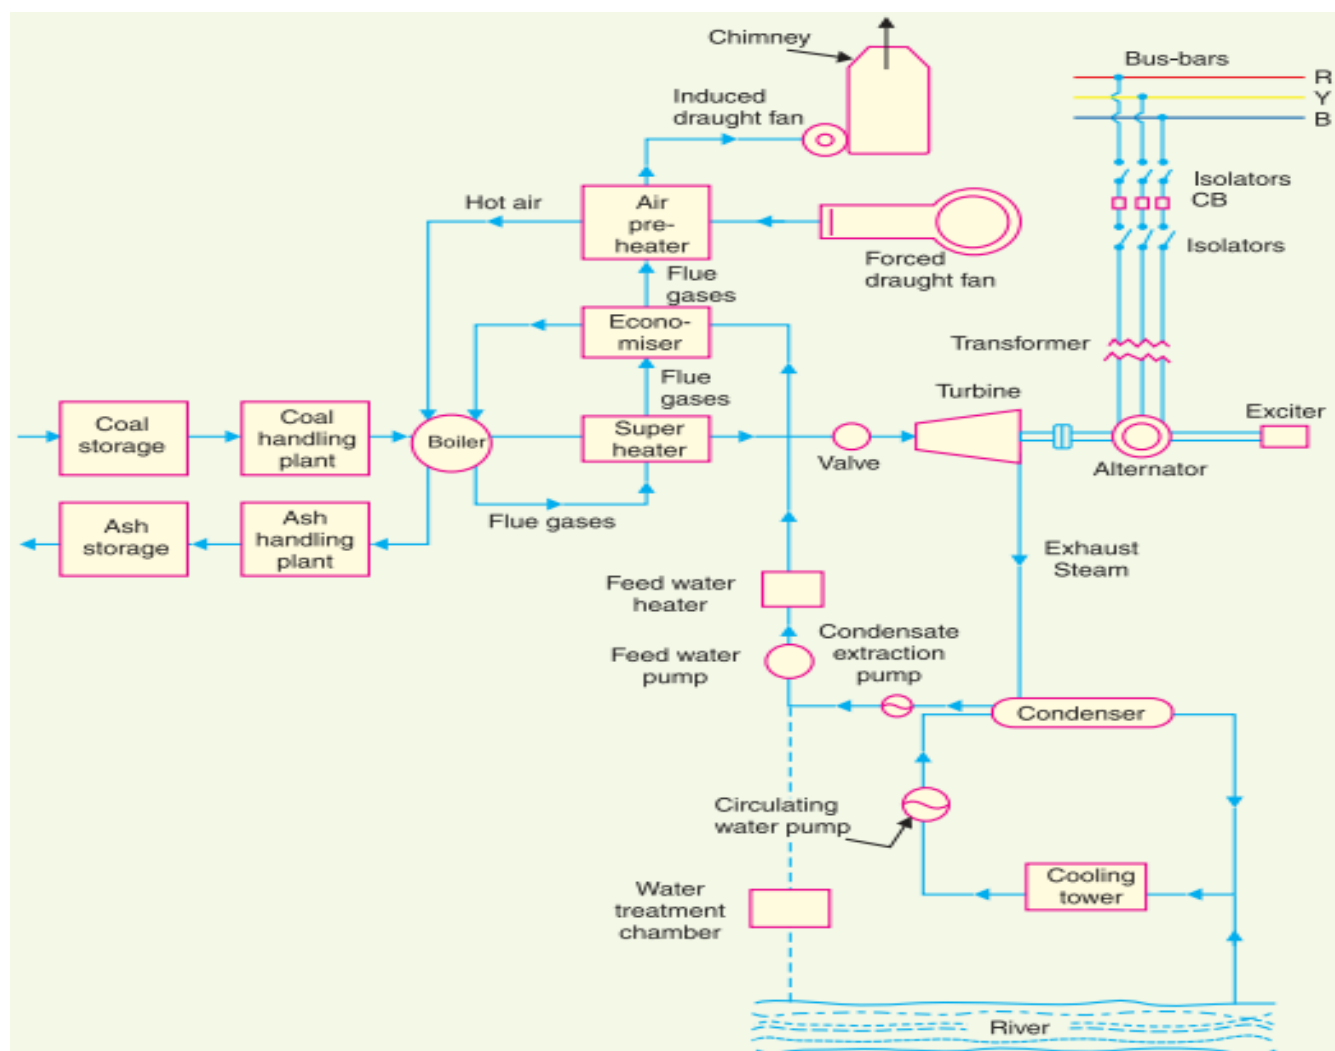 Chimney
Bus-bars
R
Y
B
Induced
draught fan
Isolators
CB
Isolators
Hot air
Air
pre-
heater
Forced
draught fan
Flue
gases
Econo-
miser
Transformer
Flue
gases
Turbine
Exciter
Coal
storage
Coal
handling
plant
Boiler
Super
heater
Valve
Alternator
Flue gases
Ash
storage
Ash
handling
plant
Exhaust
Steam
Feed water
heater
Condensate
extraction
pump
Feed water
pump
Condenser
Circulating
water pump
Cooling
tower
Water
treatment
chamber
River